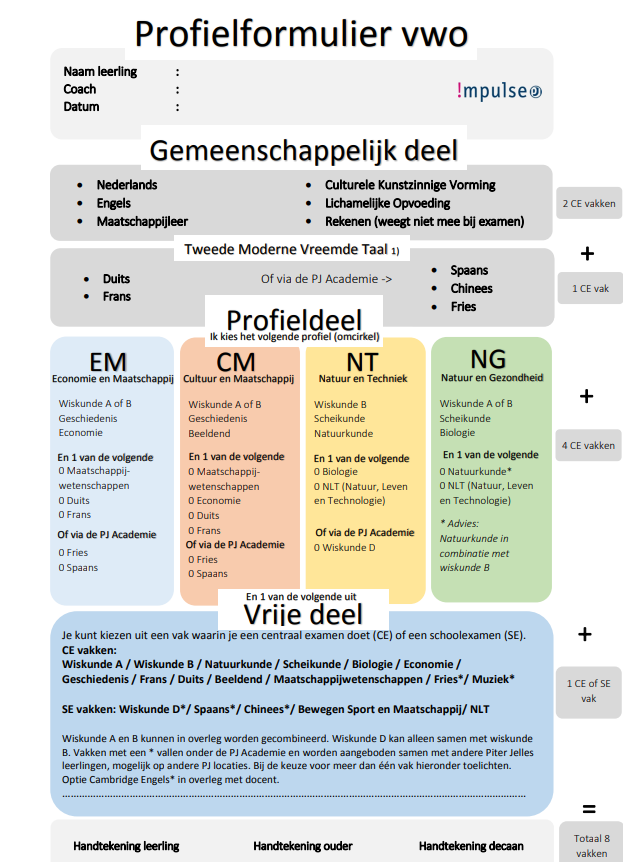 Profielformulier vwo
Naam leerling :
Coach :
Datum :
!mpulse
Gemeenschappelijk deel
• Nederlands
• Engels
• Maatschappijleer
• Culturele Kunstzinnige Vorming
• Lichamelijke Opvoeding
• Rekenen (weegt niet mee bij examen)
2 CE vakken
+
Tweede Moderne Vreemde Taal 1)
• Duits
• Frans
Of via de PJ Academie ->
• Spaans
• Chinees
• Fries
1 CE vak
Profieldeel
Ik kies het volgende profiel (omcirkel)
EM
Economie en Maatschappij
Wiskunde A of B
Geschiedenis
Economie
En 1 van de volgende
0 Maatschappij-
wetenschappen
0 Duits
0 Frans
Of via de PJ Academie
0 Fries
0 Spaans
CM
Cultuur en Maatschappij
Wiskunde A of B
Geschiedenis
Beeldend
En 1 van de volgende
0 Maatschappij-
wetenschappen
0 Economie
0 Duits
0 Frans
Of via de PJ Academie
0 Fries
0 Spaans
NT
Natuur en Techniek
Wiskunde B
Scheikunde
Natuurkunde
En 1 van de volgende
0 Biologie
0 NLT (Natuur, Leven
en Technologie)
Of via de PJ Academie
0 Wiskunde D
NG
Natuur en Gezondheid
Wiskunde A of B
Scheikunde
Biologie
En 1 van de volgende
0 Natuurkunde*
0 NLT (Natuur, Leven
en Technologie)
* Advies:
Natuurkunde in
combinatie met
wiskunde B
+
4 CE vakken
En 1 van de volgende uit
Vrije deel
Je kunt kiezen uit een vak waarin je een centraal examen doet (CE) of een schoolexamen (SE).
CE vakken:
Wiskunde A / Wiskunde B / Natuurkunde / Scheikunde / Biologie / Economie /
Geschiedenis / Frans / Duits / Beeldend / Maatschappijwetenschappen / Fries*/ Muziek*
SE vakken: Wiskunde D*/ Spaans*/ Chinees*/ Bewegen Sport en Maatschappij/ NLT
Wiskunde A en B kunnen in overleg worden gecombineerd. Wiskunde D kan alleen samen met wiskunde
B. Vakken met een * vallen onder de PJ Academie en worden aangeboden samen met andere Piter Jelles
leerlingen, mogelijk op andere PJ locaties. Bij de keuze voor meer dan één vak hieronder toelichten.
Optie Cambridge Engels* in overleg met docent.
……………………………………………………………………………………………………………………………
+
1 CE of SE
vak
=
Handtekening leerling Handtekening ouder Handtekening decaan
Totaal 8
vakken